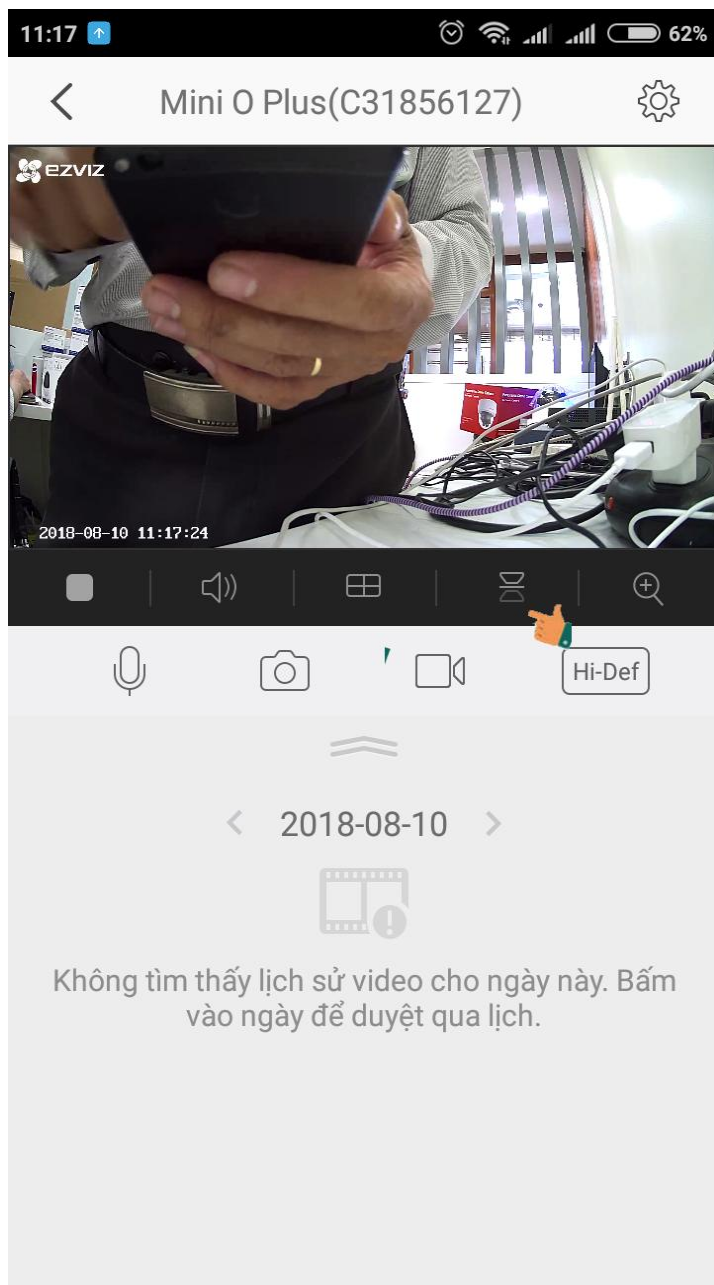 11:17
62%
Mini O Plus(C31856127)
ezviz
2018-08-10 11:17:24
Hi-Def
2018-08-10
Không tìm thấy lịch sử video cho ngày này. Bấm
vào ngày để duyệt qua lịch.